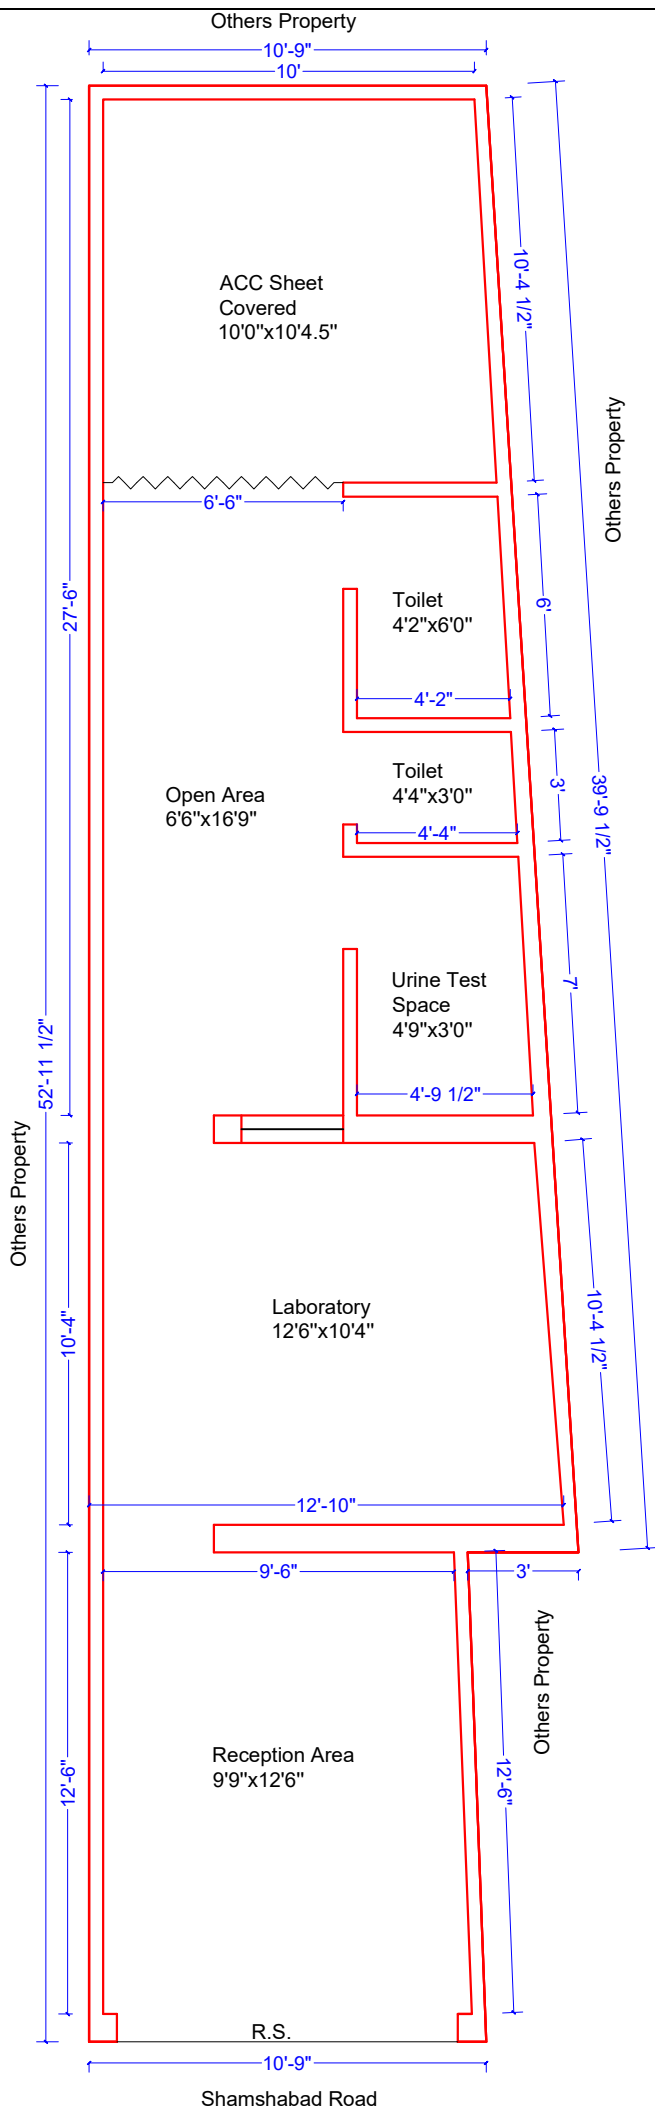 Others Property
10'-9"
10'
ACC Sheet
Covered
10'0"x10'4.5"
10'-4 1/2"
Others Property
6'-6"
27'-6"
Toilet
4'2"x6'0"
6'
4'-2"
Toilet
4'4"x3'0"
3'
39'-9 1/2"
Open Area
6'6"x16'9"
4'-4"
Urine Test
Space
4'9"x3'0"
7'
52'-11 1/2"
4'-9 1/2"
Others Property
Laboratory
12'6"x10'4"
10'-4"
10'-4 1/2"
12'-10"
9'-6"
3'
Others Property
Reception Area
9'9"x12'6"
12'-6"
12'-6"
R.S.
10'-9"
Shamshabad Road